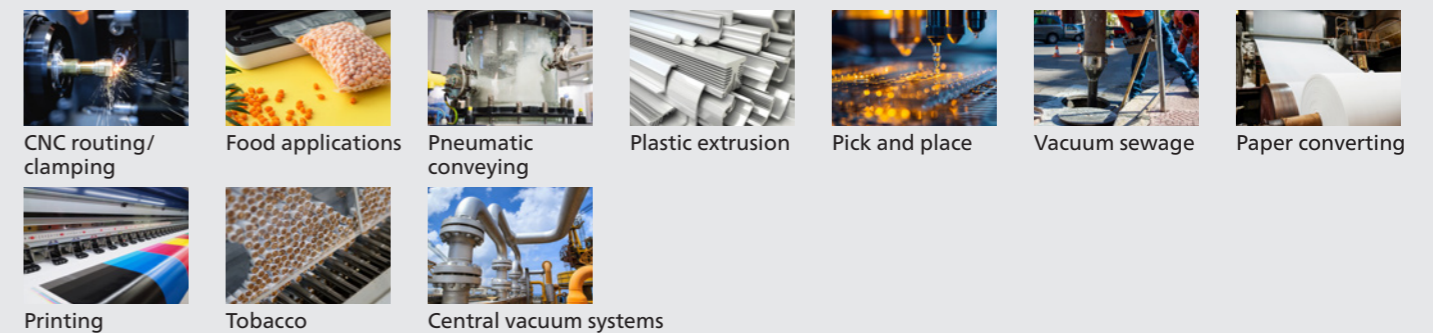 CNC routing/
clamping
Food applications
Pneumatic
conveying
Plastic extrusion
Pick and place
Vacuum sewage
Paper converting
Printing
Tobacco
Central vacuum systems